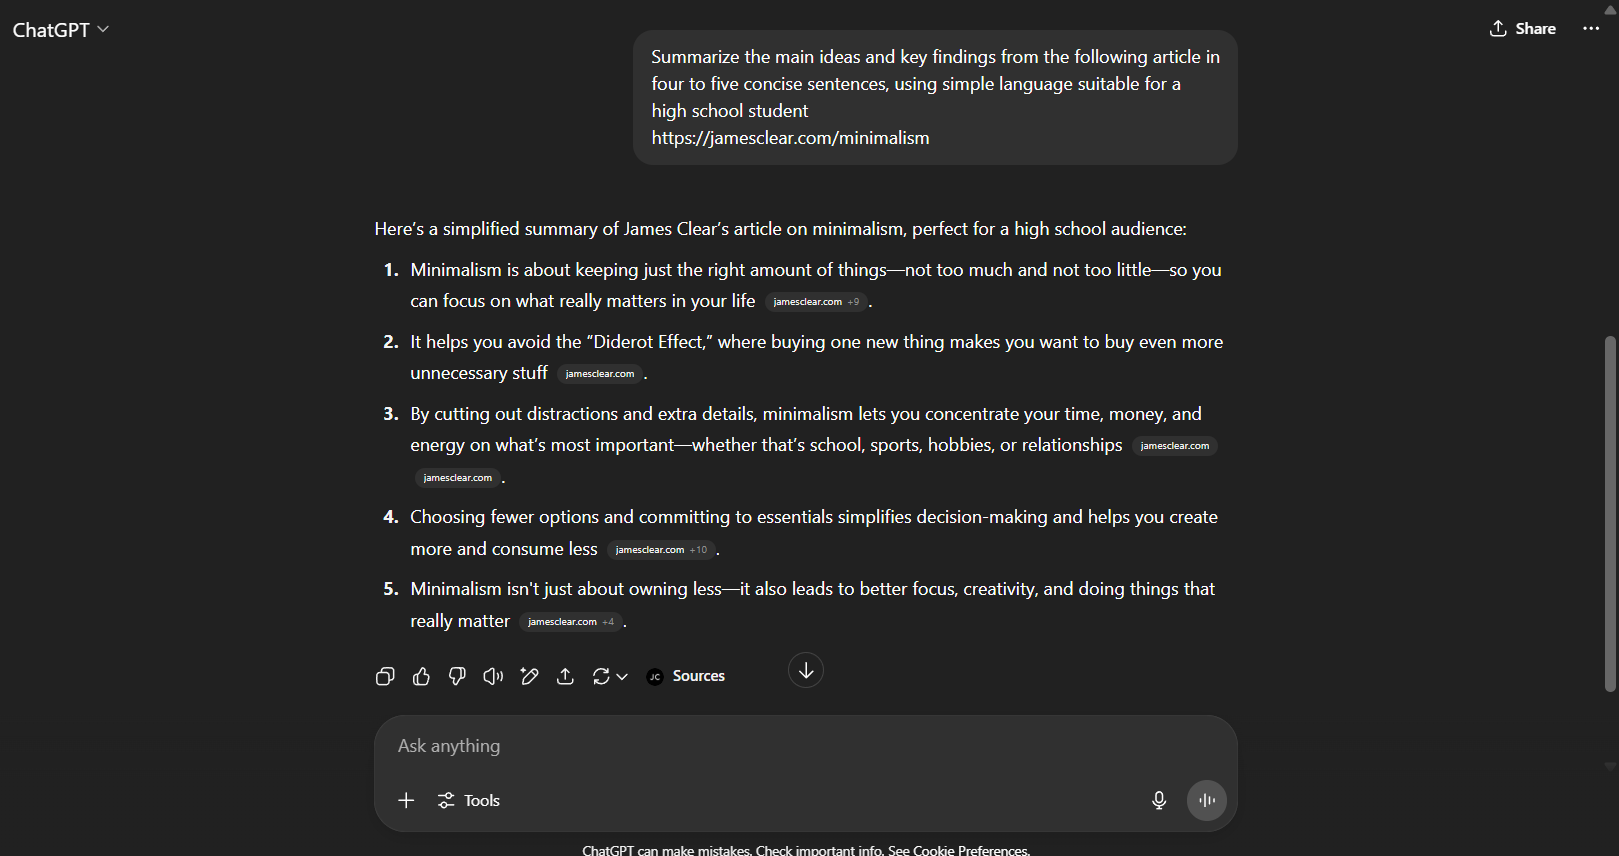 ChatGPT
Share
Summarize the main ideas and key findings from the following article in
four to five concise sentences, using simple language suitable for a
high school student
https://jamesclear.com/minimalism
Here’s a simplified summary of James Clear’s article on minimalism, perfect for a high school audience:
1. Minimalism is about keeping just the right amount of things—not too much and not too little—so you
can focus on what really matters in your life jamesclear.com +9 .
2. It helps you avoid the “Diderot Effect,” where buying one new thing makes you want to buy even more
unnecessary stuff jamesclear.com .
3. By cutting out distractions and extra details, minimalism lets you concentrate your time, money, and
energy on what’s most important—whether that’s school, sports, hobbies, or relationships jamesclear.com
jamesclear.com .
4. Choosing fewer options and committing to essentials simplifies decision-making and helps you create
more and consume less jamesclear.com +10 .
5. Minimalism isn't just about owning less—it also leads to better focus, creativity, and doing things that
really matter jamesclear.com +4 .
JC Sources
Ask anything
Tools
ChatGPT can make mistakes. Check important info. See Cookie Preferences.